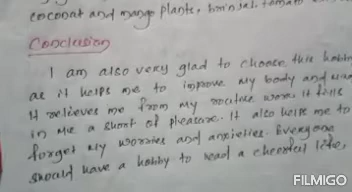 coconut and mango plants, brinjal, tomato
Conclusion
I am also very glad to choose this hobby
as it helps me to improve my body and
It relieves me from my routine work it fills
in me a short of pleasure. It also helps me to
forget my worries and anxieties. Everyone
should have a hobby to lead a cheerful life,
FILMIGO